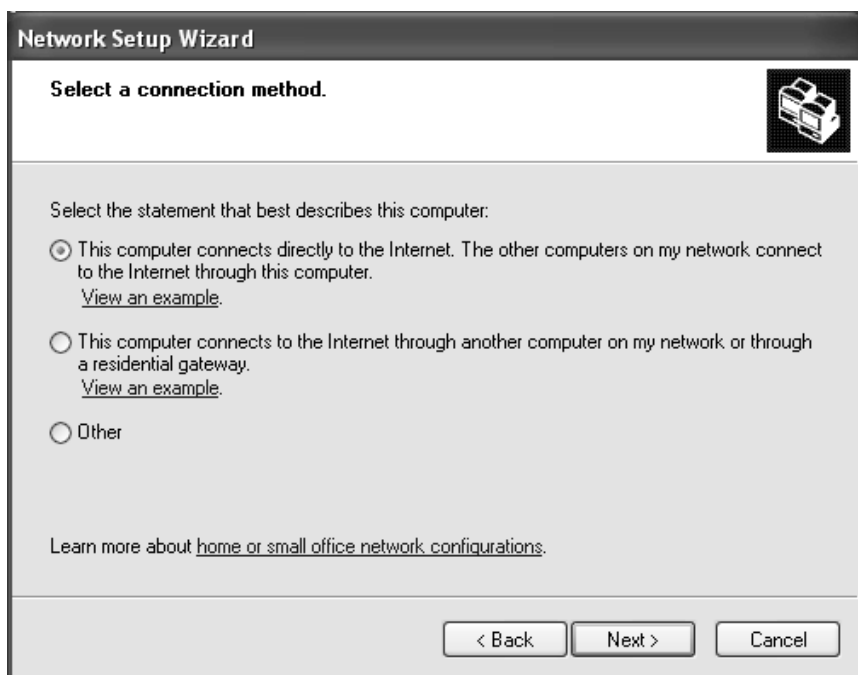 Network Setup Wizard
Select a connection method.
Select the statement that best describes this computer:
This computer connects directly to the Internet. The other computers on my network connect
to the Internet through this computer.
View an example.
This computer connects to the Internet through another computer on my network or through
a residential gateway.
View an example.
Other
Learn more about home or small office network configurations.
< Back Next > Cancel